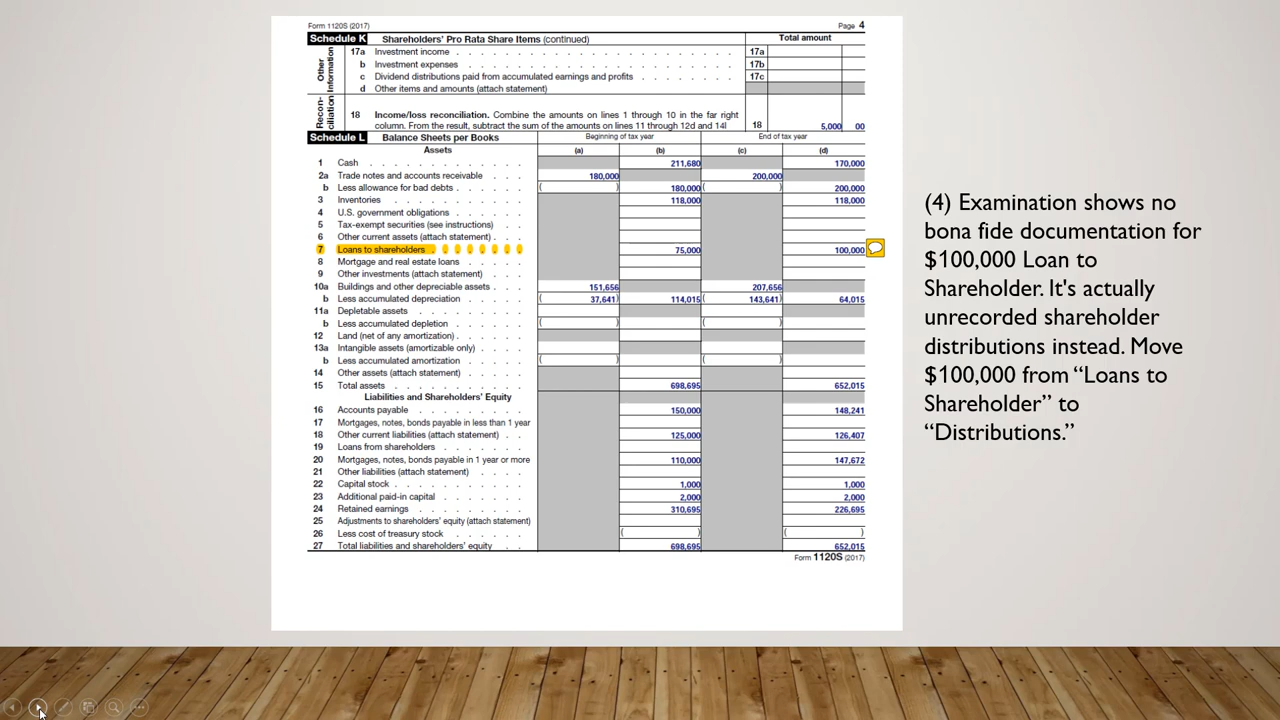 Form 1120S (2017) Page 4
Schedule K Shareholders' Pro Rata Share Items (continued) Total amount
Other Information
17a Investment income 17a
b Investment expenses 17b
c Dividend distributions paid from accumulated earnings and profits 17c
d Other items and amounts (attach statement)
Recon-ciliation
18 Income/loss reconciliation. Combine the amounts on lines 1 through 10 in the far right
column. From the result, subtract the sum of the amounts on lines 11 through 12d and 14l 18 5,000 00
Schedule L Balance Sheets per Books Beginning of tax year End of tax year
Assets (a) (b) (c) (d)
1 Cash 211,680 170,000
2a Trade notes and accounts receivable 180,000 200,000
b Less allowance for bad debts ( ) 180,000 ( ) 200,000
3 Inventories 118,000 118,000
4 U.S. government obligations
5 Tax-exempt securities (see instructions)
6 Other current assets (attach statement)
7 Loans to shareholders 75,000 100,000
8 Mortgage and real estate loans
9 Other investments (attach statement)
10a Buildings and other depreciable assets 151,656 207,656
b Less accumulated depreciation ( 37,641) 114,015 ( 143,641) 64,015
11a Depletable assets
b Less accumulated depletion ( ) ( )
12 Land (net of any amortization)
13a Intangible assets (amortizable only)
b Less accumulated amortization ( ) ( )
14 Other assets (attach statement)
15 Total assets 698,695 652,015
Liabilities and Shareholders' Equity
16 Accounts payable 150,000 148,241
17 Mortgages, notes, bonds payable in less than 1 year
18 Other current liabilities (attach statement) 125,000 126,407
19 Loans from shareholders
20 Mortgages, notes, bonds payable in 1 year or more 110,000 147,672
21 Other liabilities (attach statement)
22 Capital stock 1,000 1,000
23 Additional paid-in capital 2,000 2,000
24 Retained earnings 310,695 226,695
25 Adjustments to shareholders' equity (attach statement)
26 Less cost of treasury stock ( ) ( )
27 Total liabilities and shareholders' equity 698,695 652,015
Form 1120S (2017)
(4) Examination shows no
bona fide documentation for
$100,000 Loan to
Shareholder. It's actually
unrecorded shareholder
distributions instead. Move
$100,000 from “Loans to
Shareholder” to
“Distributions.”